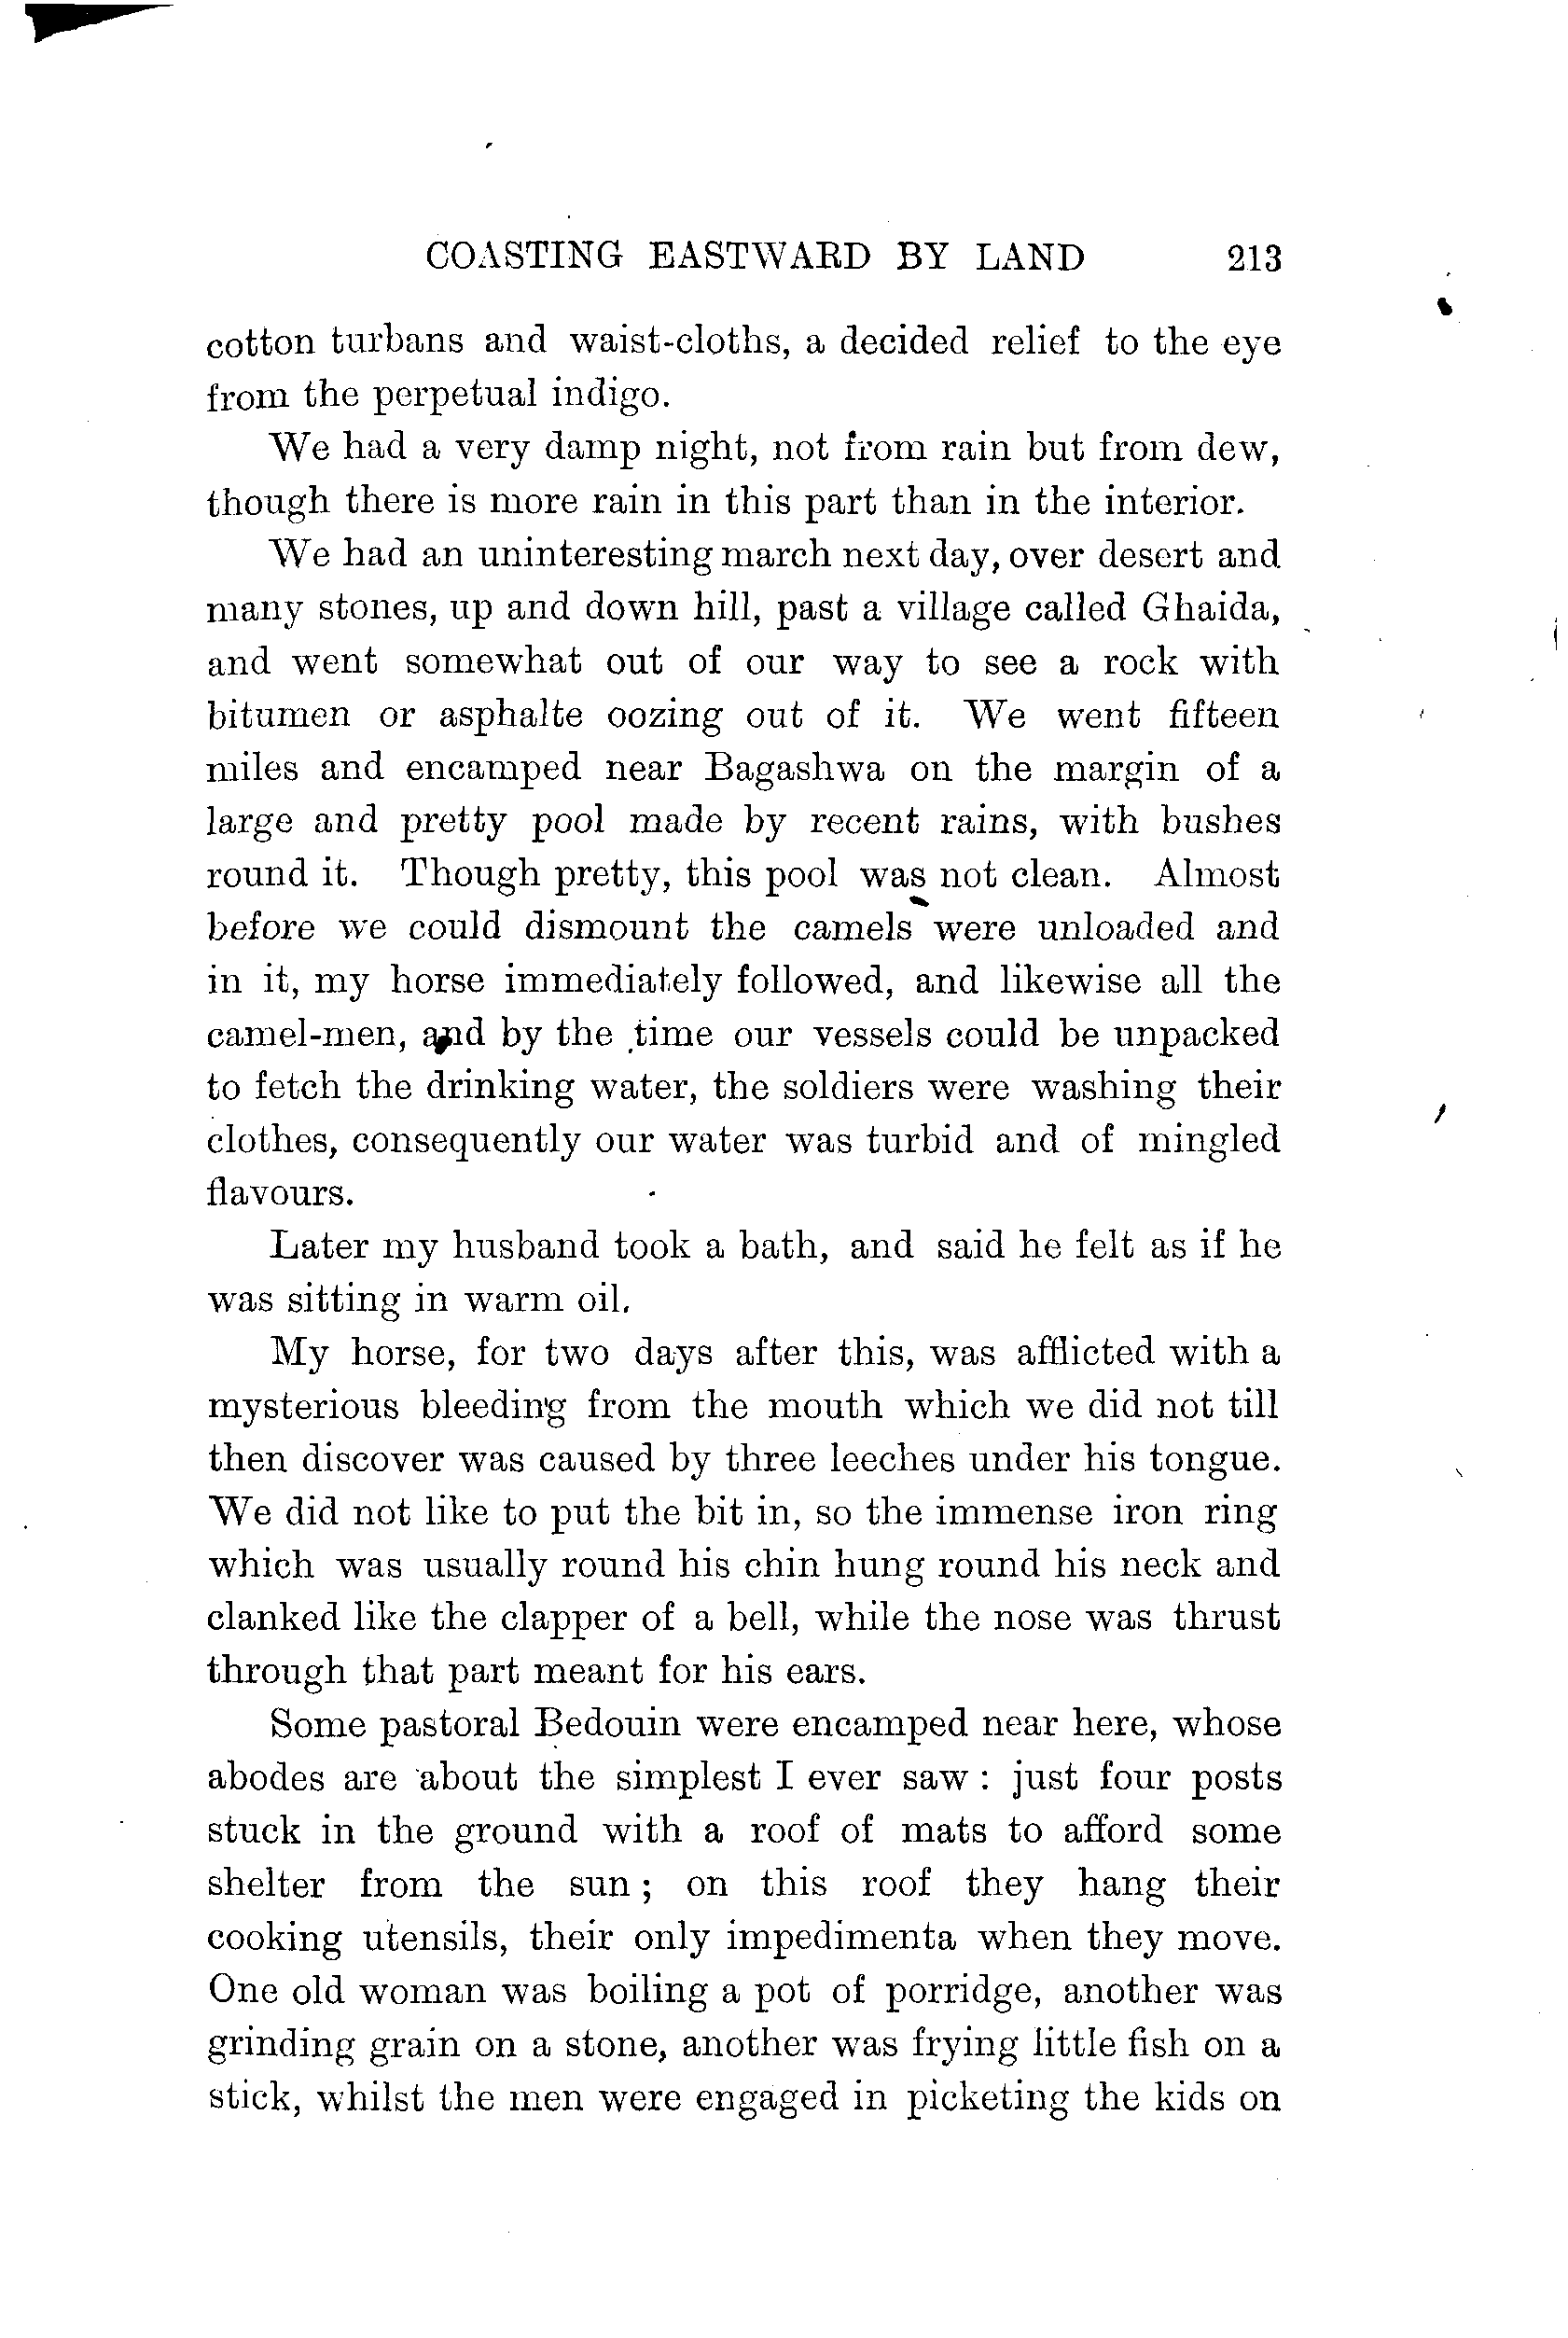 COASTING EASTWARD BY LAND 213
cotton turbans and waist-cloths, a decided relief to the eye
from the perpetual indigo.
We had a very damp night, not from rain but from dew,
though there is more rain in this part than in the interior.
We had an uninteresting march next day, over desert and
many stones, up and down hill, past a village called Ghaida,
and went somewhat out of our way to see a rock with
bitumen or asphalte oozing out of it. We went fifteen
miles and encamped near Bagashwa on the margin of a
large and pretty pool made by recent rains, with bushes
round it. Though pretty, this pool was not clean. Almost
before we could dismount the camels were unloaded and
in it, my horse immediately followed, and likewise all the
camel-men, and by the time our vessels could be unpacked
to fetch the drinking water, the soldiers were washing their
clothes, consequently our water was turbid and of mingled
flavours.
Later my husband took a bath, and said he felt as if he
was sitting in warm oil.
My horse, for two days after this, was afflicted with a
mysterious bleeding from the mouth which we did not till
then discover was caused by three leeches under his tongue.
We did not like to put the bit in, so the immense iron ring
which was usually round his chin hung round his neck and
clanked like the clapper of a bell, while the nose was thrust
through that part meant for his ears.
Some pastoral Bedouin were encamped near here, whose
abodes are about the simplest I ever saw : just four posts
stuck in the ground with a roof of mats to afford some
shelter from the sun ; on this roof they hang their
cooking utensils, their only impedimenta when they move.
One old woman was boiling a pot of porridge, another was
grinding grain on a stone, another was frying little fish on a
stick, whilst the men were engaged in picketing the kids on